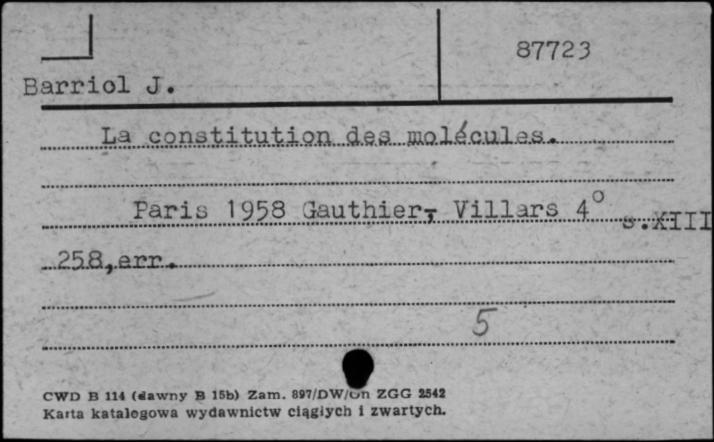 87723
Barriol J.
La constitution des molécules.
Paris 1958 Gauthier-Villars 4° s.XIII
258,err.
5
CWD B 114 (dawny B 15b) Zam. 897/DW/Dn ZGG 2542
Karta katalogowa wydawnictw ciągłych i zwartych.